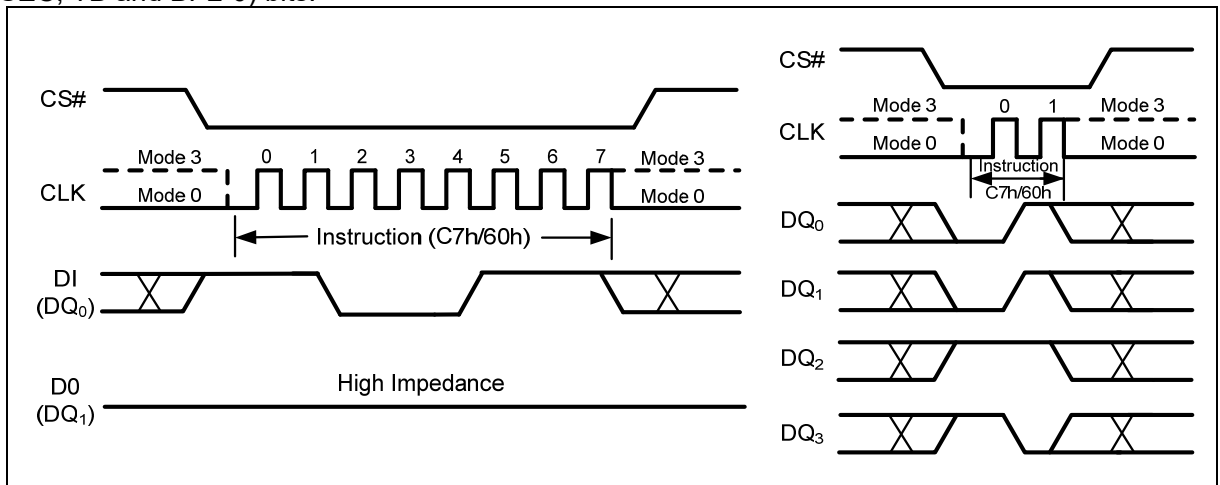 CS#
Mode 3 0 1 2 3 4 5 6 7 Mode 3
CLK
Mode 0 Mode 0
Instruction (C7h/60h)
DI
(DQ0)
High Impedance
D0
(DQ1)
CS#
Mode 3 0 1 Mode 3
CLK
Mode 0 Mode 0
Instruction
C7h/60h
DQ0
DQ1
DQ2
DQ3